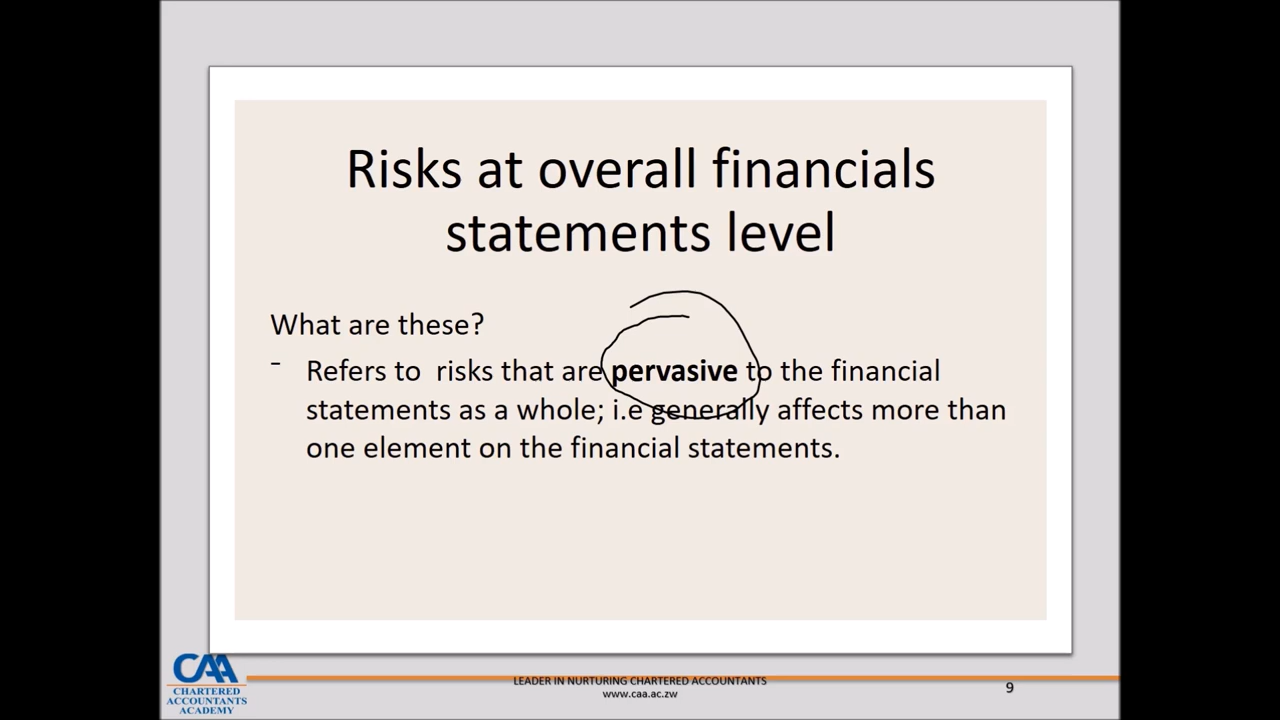 Risks at overall financials
statements level
What are these?
- Refers to risks that are pervasive to the financial
statements as a whole; i.e generally affects more than
one element on the financial statements.
CAA
CHARTERED
ACCOUNTANTS
ACADEMY
LEADER IN NURTURING CHARTERED ACCOUNTANTS
www.caa.ac.zw
9